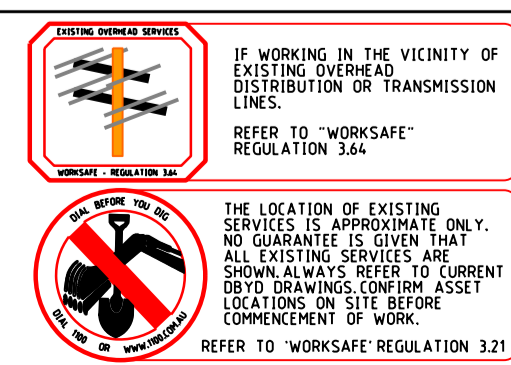 EXISTING OVERHEAD SERVICES
WORKSAFE - REGULATION 3.64
IF WORKING IN THE VICINITY OF
EXISTING OVERHEAD
DISTRIBUTION OR TRANSMISSION
LINES.
REFER TO "WORKSAFE"
REGULATION 3.64
DIAL BEFORE YOU DIG
DIAL 1100 OR WWW.1100.COM.AU
THE LOCATION OF EXISTING
SERVICES IS APPROXIMATE ONLY.
NO GUARANTEE IS GIVEN THAT
ALL EXISTING SERVICES ARE
SHOWN. ALWAYS REFER TO CURRENT
DBYD DRAWINGS. CONFIRM ASSET
LOCATIONS ON SITE BEFORE
COMMENCEMENT OF WORK.
REFER TO 'WORKSAFE' REGULATION 3.21